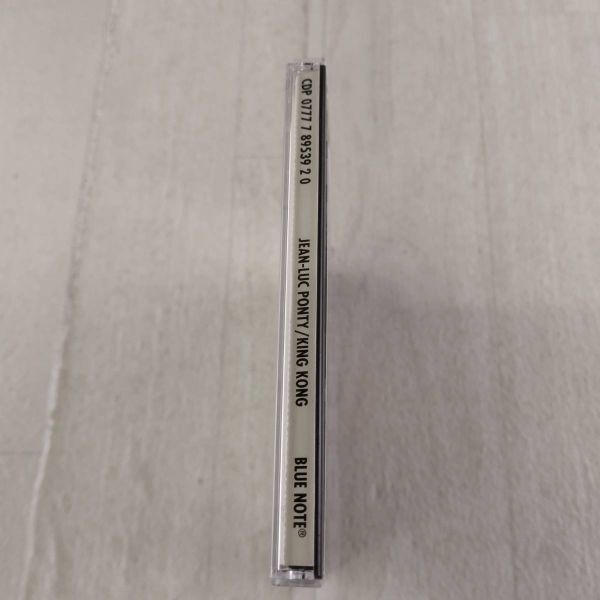 CDP 0777 7 89539 2 0
JEAN-LUC PONTY/KING KONG
BLUE NOTE®